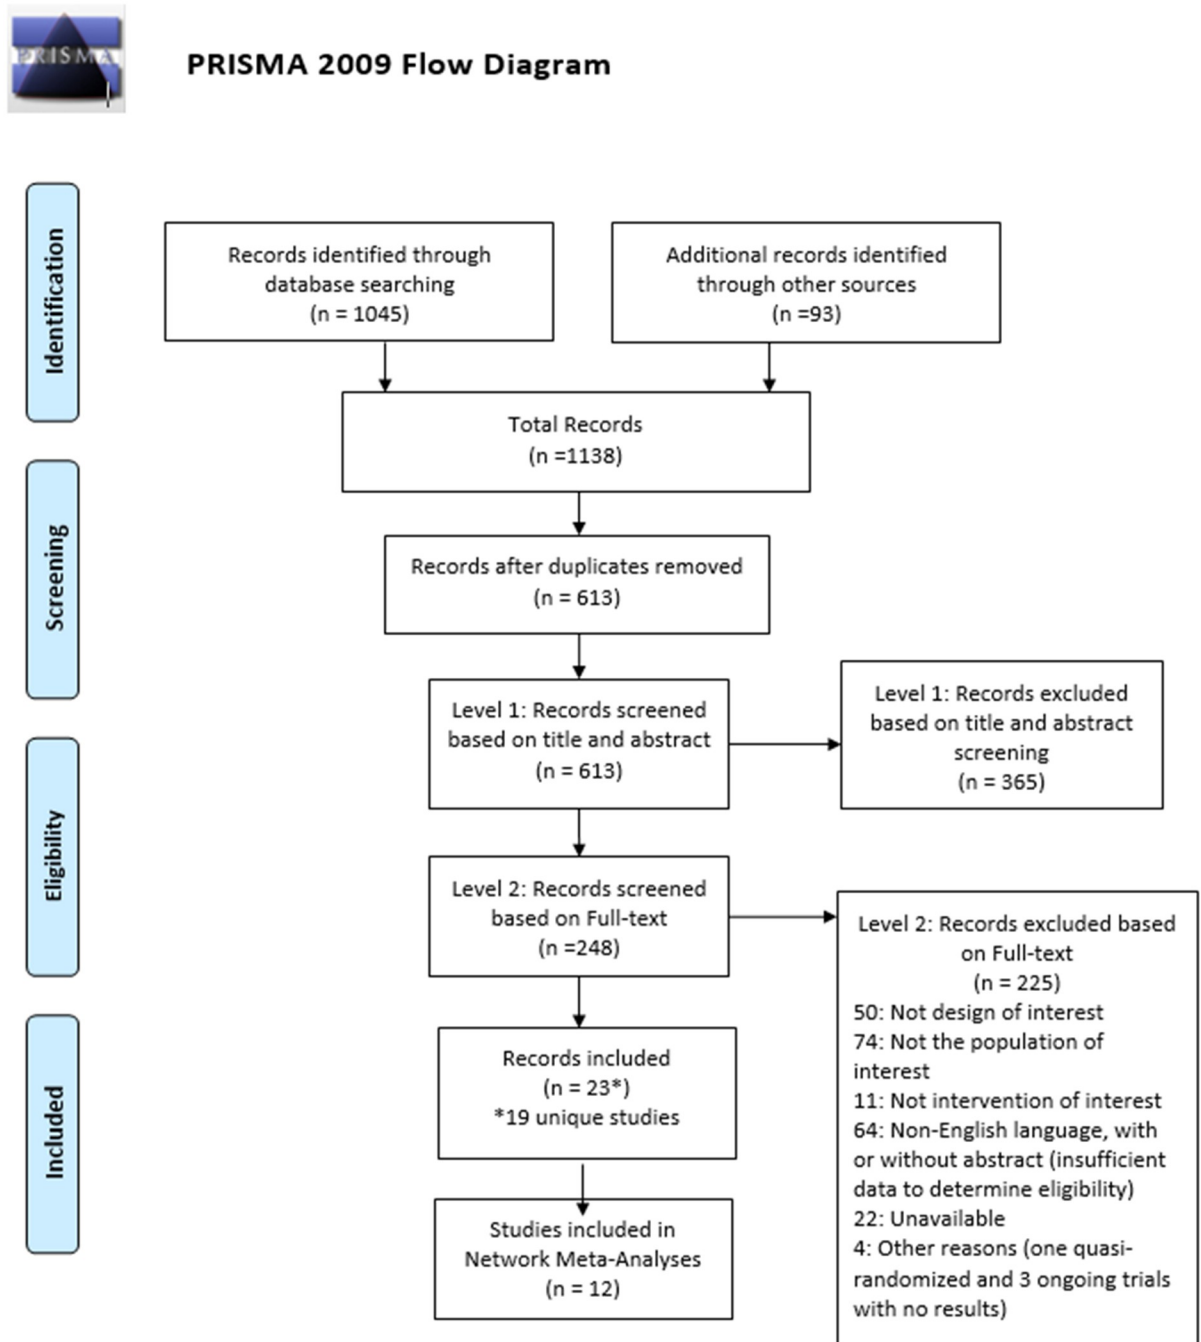 PRISMA
PRISMA 2009 Flow Diagram
Identification
Records identified through
database searching
(n = 1045)
Additional records identified
through other sources
(n =93)
Total Records
(n =1138)
Screening
Records after duplicates removed
(n = 613)
Level 1: Records screened
based on title and abstract
(n = 613)
Level 1: Records excluded
based on title and abstract
screening
(n = 365)
Eligibility
Level 2: Records screened
based on Full-text
(n =248)
Level 2: Records excluded based
on Full-text
(n = 225)
50: Not design of interest
74: Not the population of
interest
11: Not intervention of interest
64: Non-English language, with
or without abstract (insufficient
data to determine eligibility)
22: Unavailable
4: Other reasons (one quasi-
randomized and 3 ongoing trials
with no results)
Included
Records included
(n = 23*)
*19 unique studies
Studies included in
Network Meta-Analyses
(n = 12)